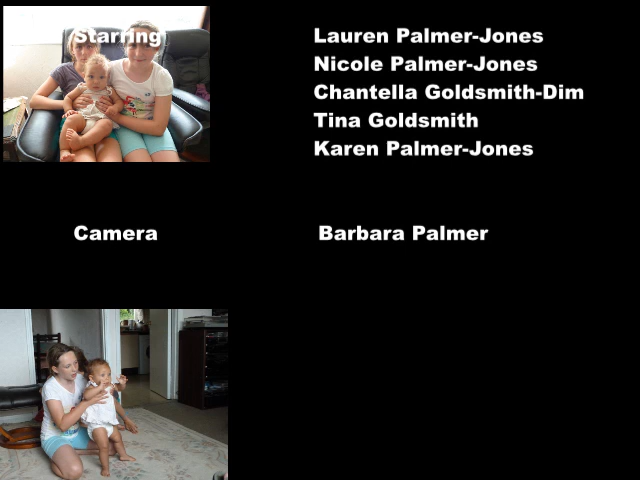 Starring
Lauren Palmer-Jones
Nicole Palmer-Jones
Chantella Goldsmith-Dim
Tina Goldsmith
Karen Palmer-Jones
Camera
Barbara Palmer